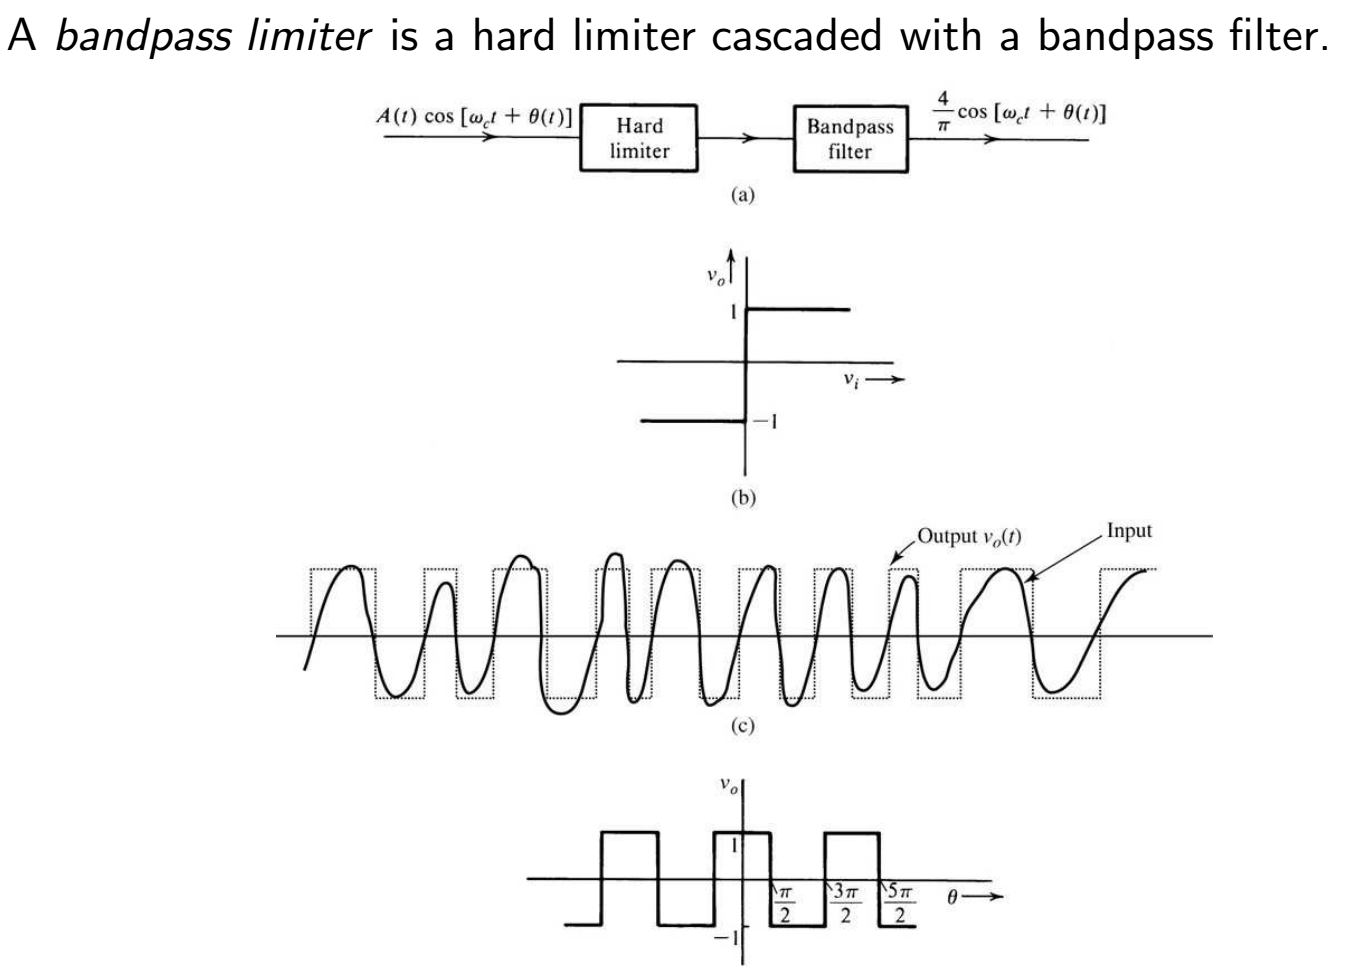 A bandpass limiter is a hard limiter cascaded with a bandpass filter.
A(t) cos [ω_c t + θ(t)]
Hard
limiter
Bandpass
filter
4/π cos [ω_c t + θ(t)]
(a)
v_o
1
v_i
−1
(b)
Output v_o(t)
Input
(c)
v_o
1
π/2
3π/2
5π/2
θ
−1